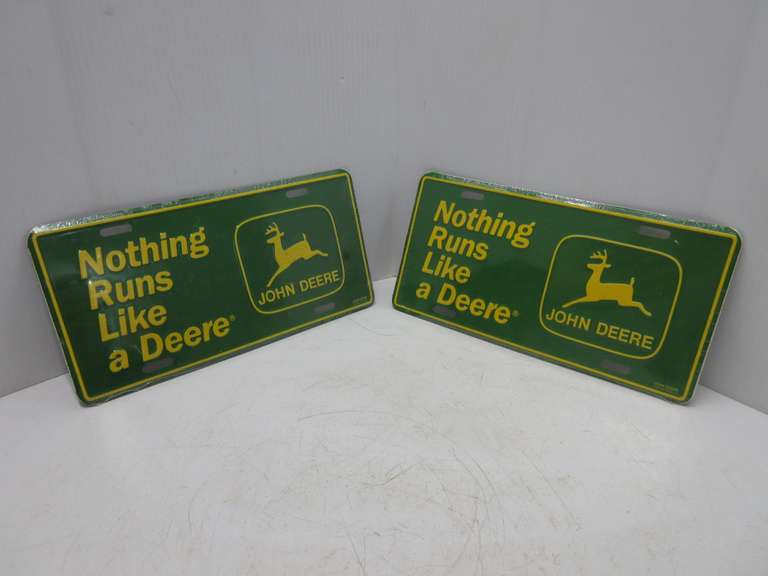 Nothing
Runs
Like
a Deere®
JOHN DEERE
Nothing
Runs
Like
a Deere®
JOHN DEERE